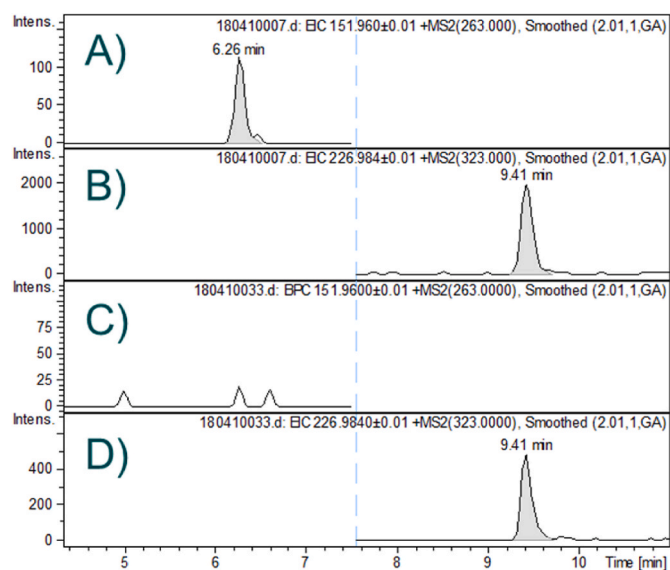 Intens.
180410007.d: EIC 151.960±0.01 +MS2(263.000), Smoothed (2.01,1,GA)
A)
6.26 min
100
50
0
Intens.
180410007.d: EIC 226.984±0.01 +MS2(323.000), Smoothed (2.01,1,GA)
B)
9.41 min
2000
1000
0
Intens.
180410033.d: BPC 151.9600±0.01 +MS2(263.0000), Smoothed (2.01,1,GA)
C)
75
50
25
0
Intens.
180410033.d: EIC 226.9840±0.01 +MS2(323.0000), Smoothed (2.01,1,GA)
D)
9.41 min
400
200
0
5 6 7 8 9 10 Time [min]